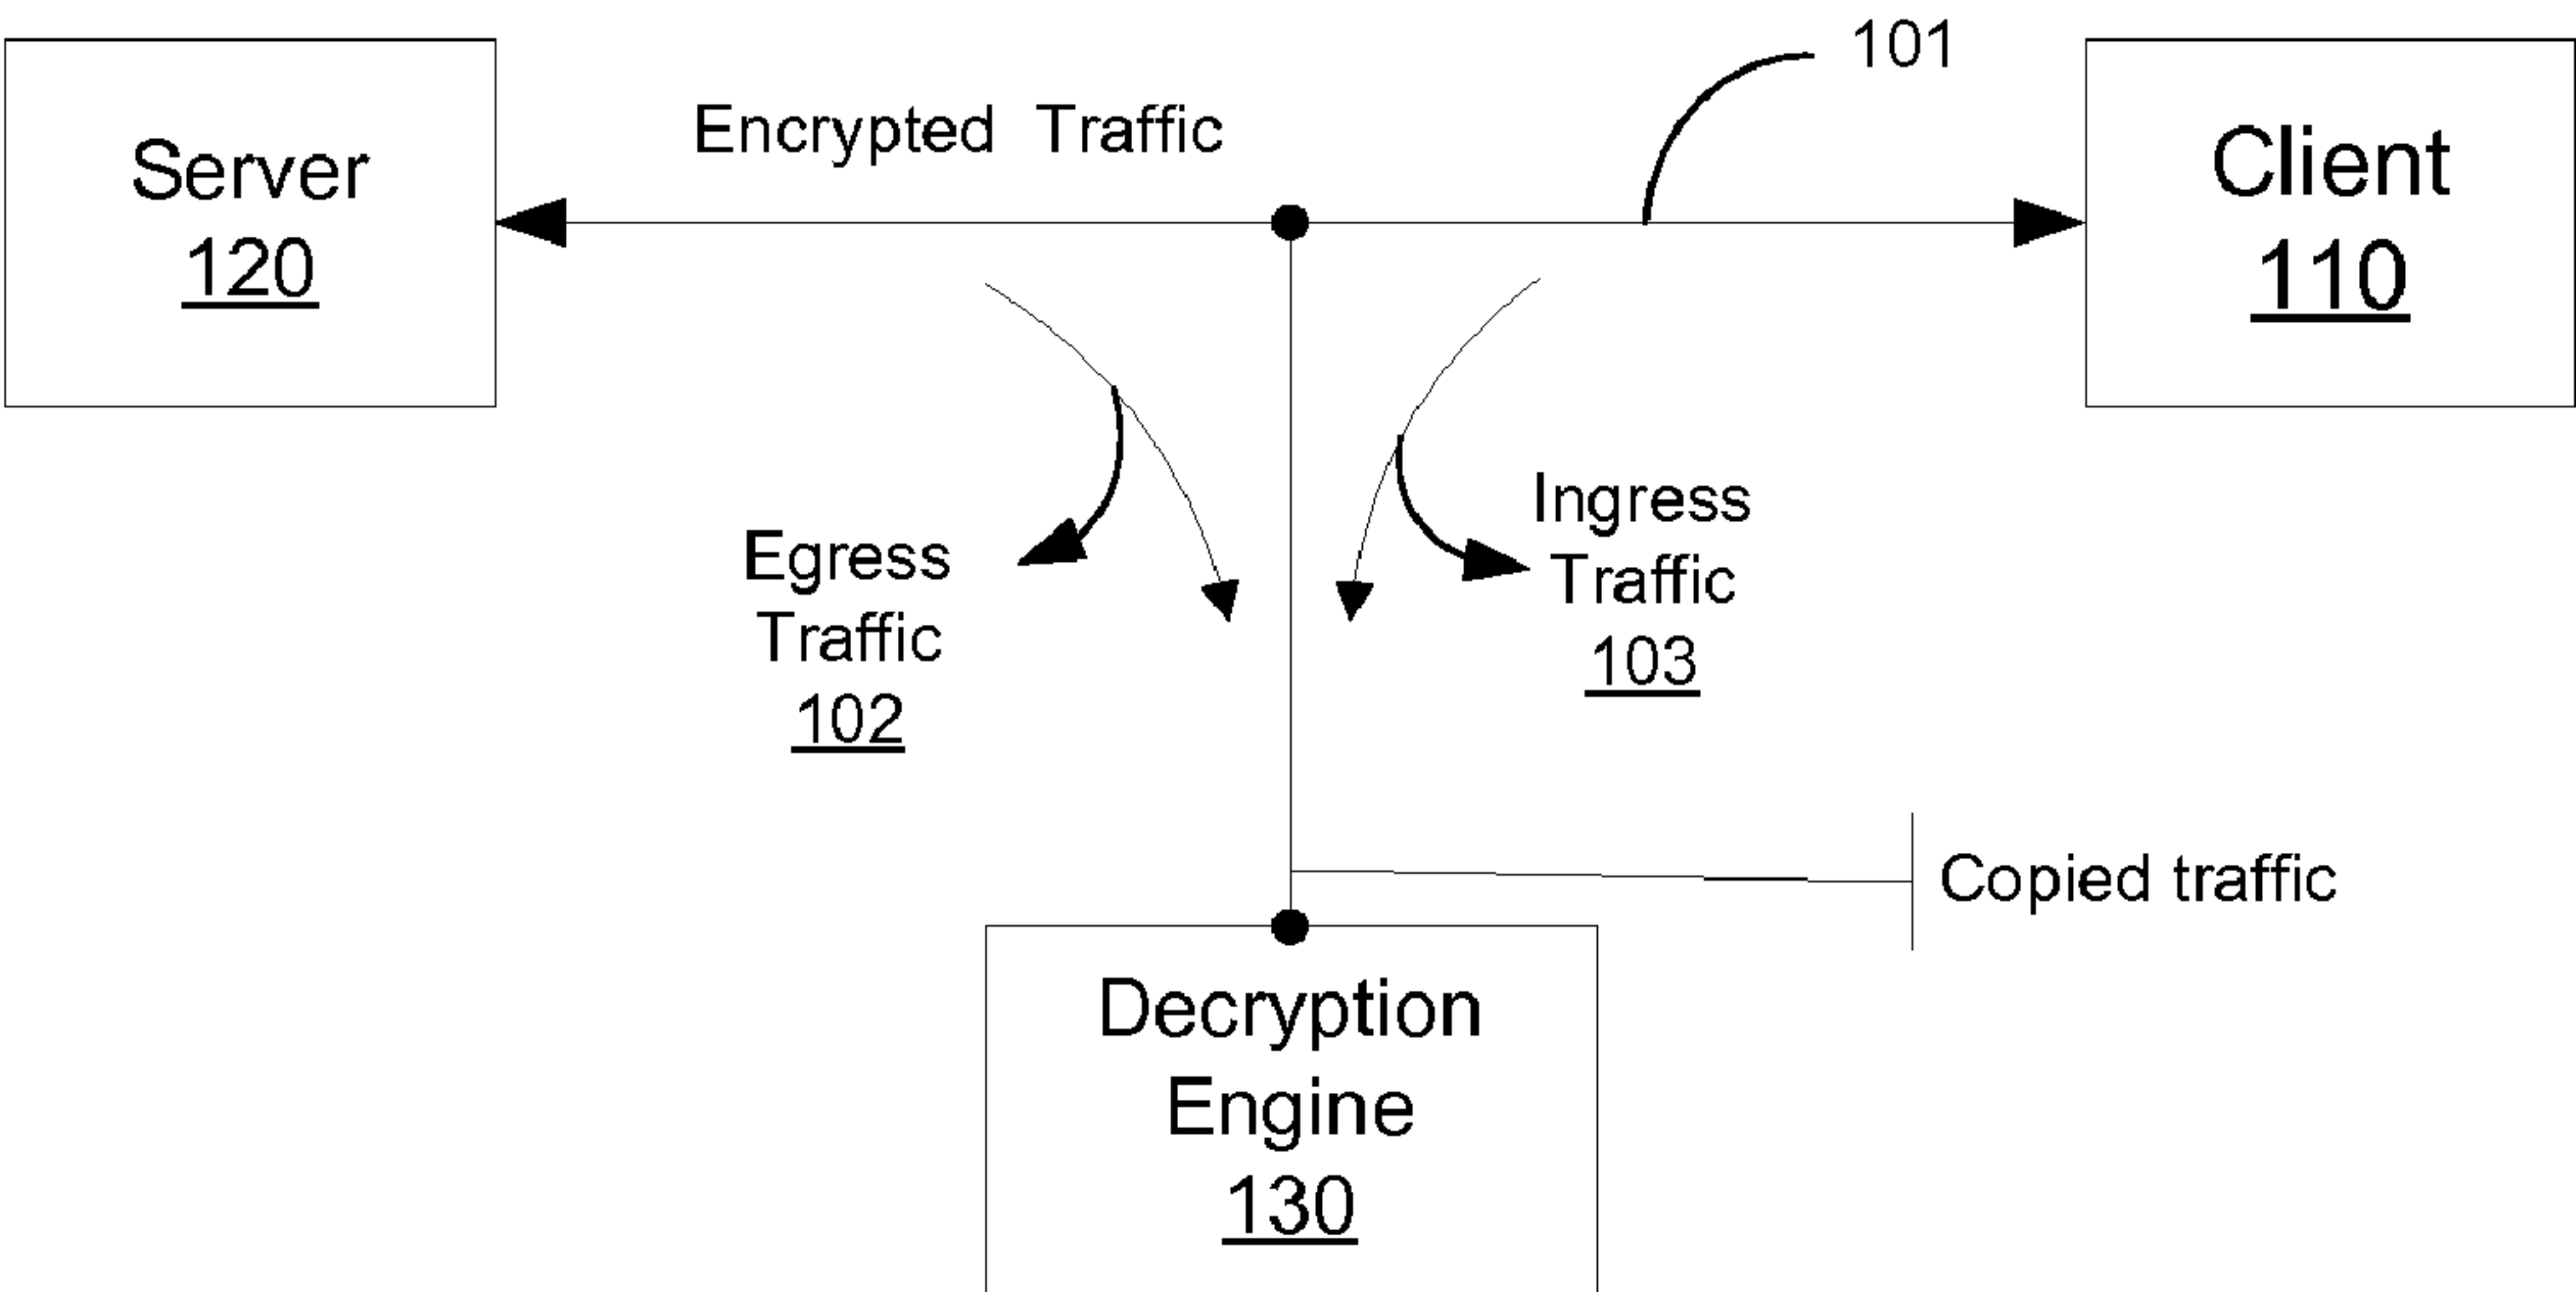 101
Encrypted Traffic
Server
120
Client
110
Egress
Traffic
102
Ingress
Traffic
103
Copied traffic
Decryption
Engine
130